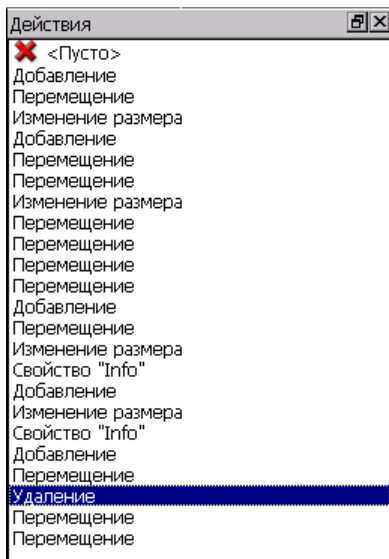 Действия
<Пусто>
Добавление
Перемещение
Изменение размера
Добавление
Перемещение
Перемещение
Изменение размера
Перемещение
Перемещение
Перемещение
Перемещение
Добавление
Перемещение
Изменение размера
Свойство "Info"
Добавление
Изменение размера
Свойство "Info"
Добавление
Перемещение
Удаление
Перемещение
Перемещение